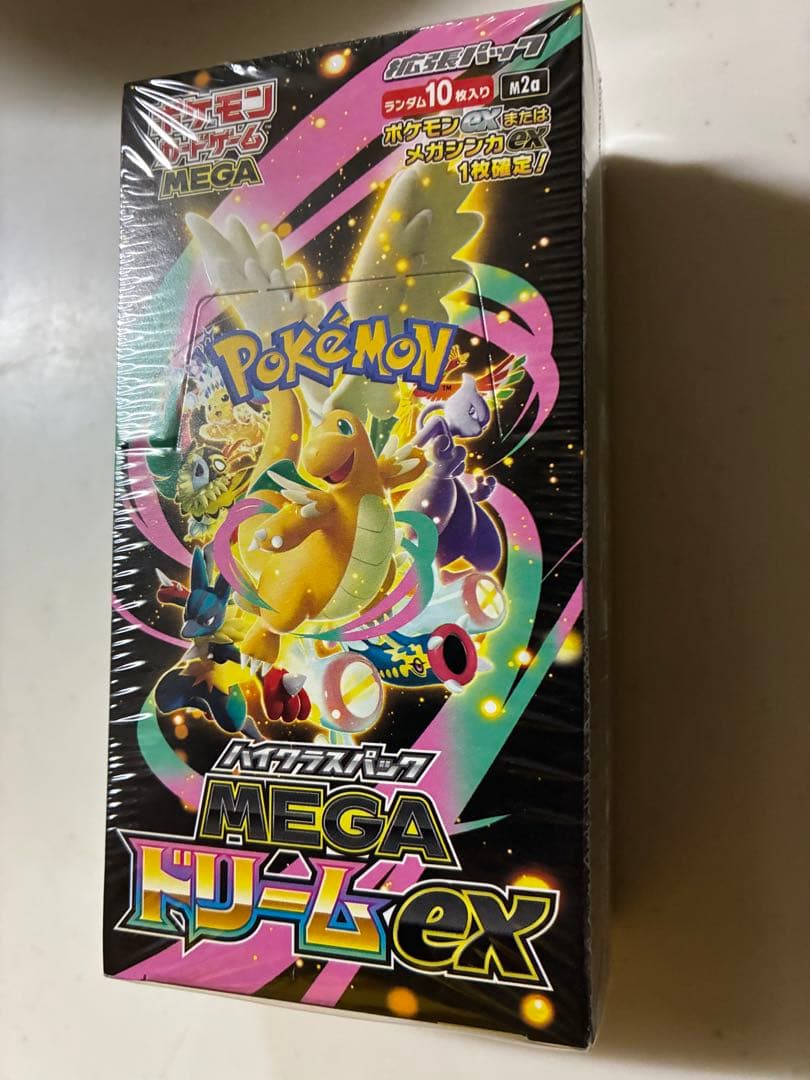 拡張パック
ランダム10枚入り M2a
ポケモンexまたは
メガシンカex
1枚確定!
ポケモン
カードゲーム
MEGA
POKÉMON
TM
ハイクラスパック
MEGA
ドリームex